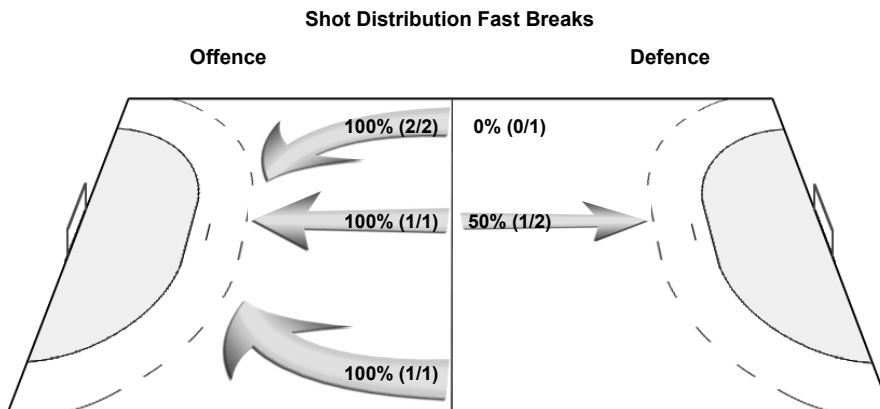 Shot Distribution Fast Breaks
Offence Defence
100% (2/2) 0% (0/1)
100% (1/1) 50% (1/2)
100% (1/1)